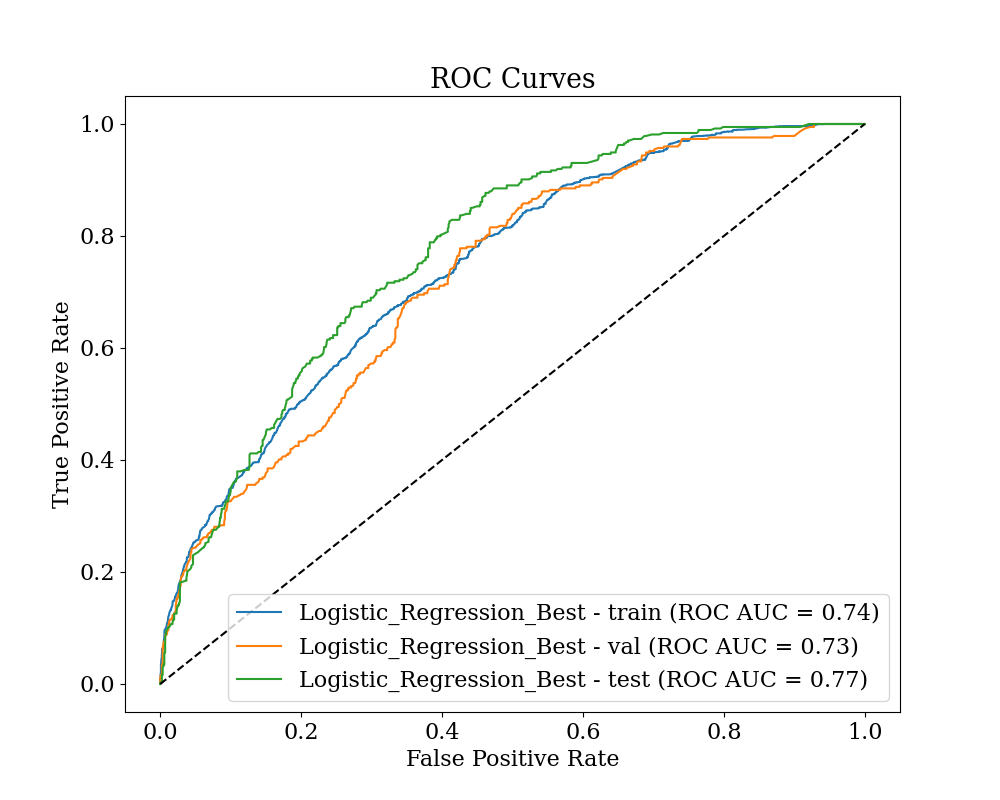 ROC Curves
True Positive Rate
1.0
0.8
0.6
0.4
0.2
0.0
Logistic_Regression_Best - train (ROC AUC = 0.74)
Logistic_Regression_Best - val (ROC AUC = 0.73)
Logistic_Regression_Best - test (ROC AUC = 0.77)
0.0 0.2 0.4 0.6 0.8 1.0
False Positive Rate